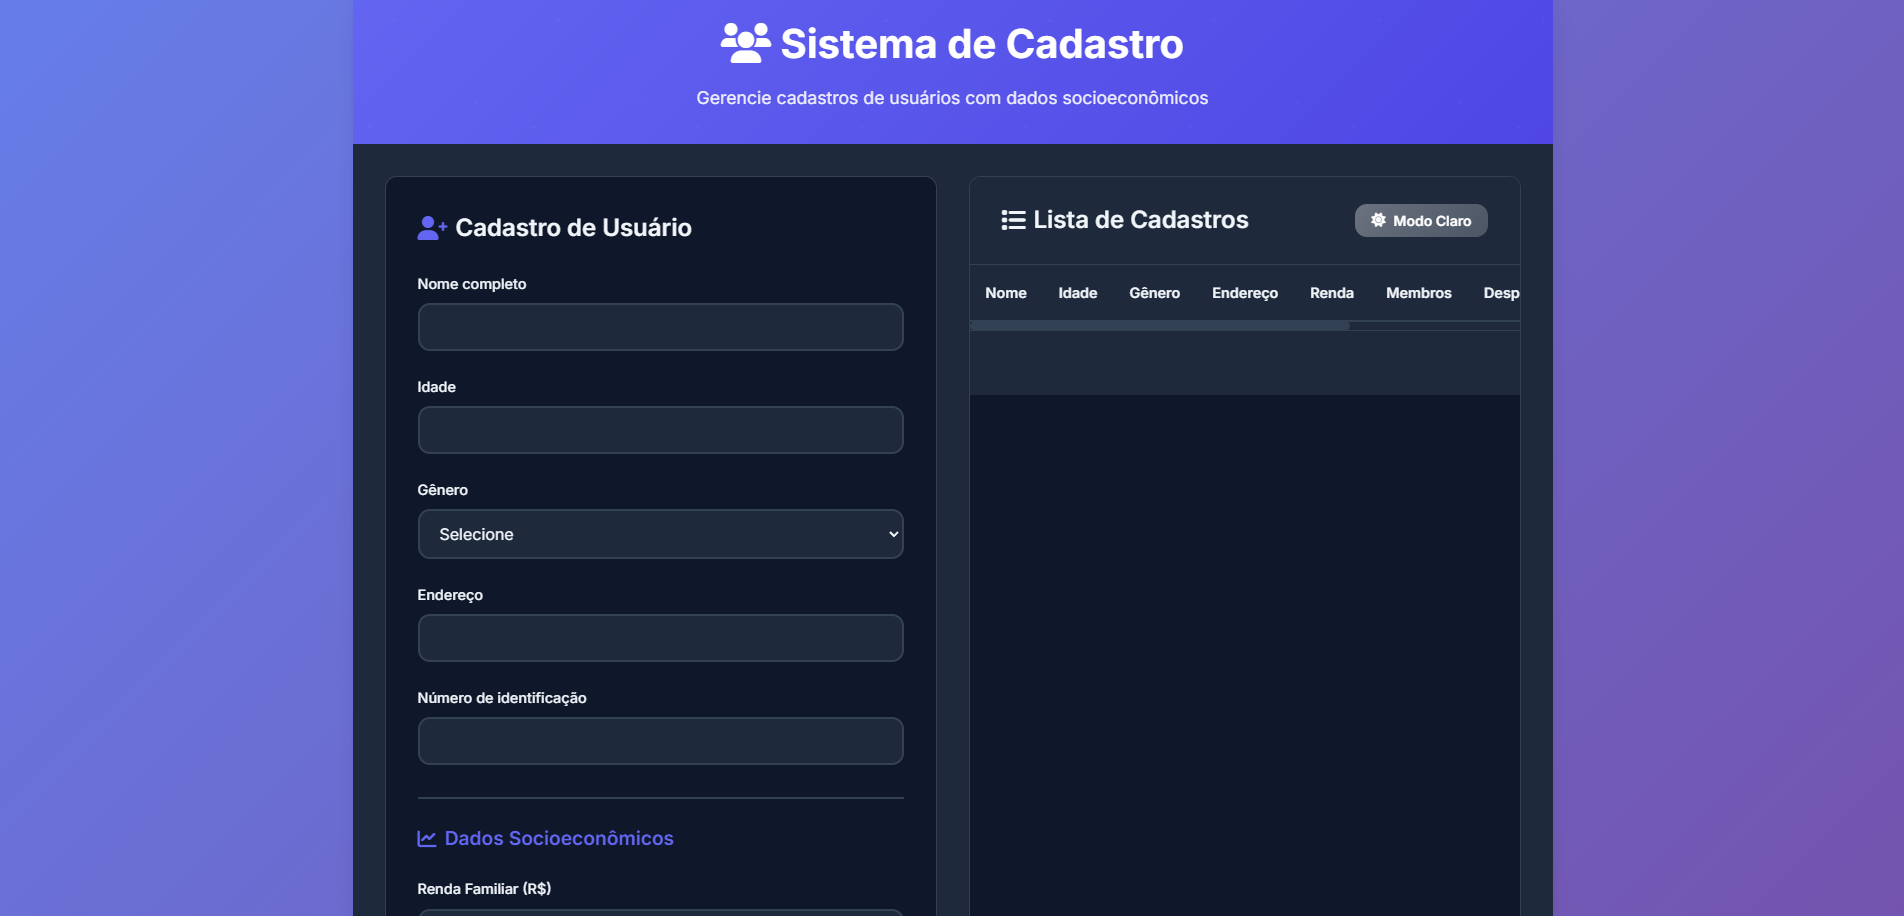 Sistema de Cadastro
Gerencie cadastros de usuários com dados socioeconômicos
Cadastro de Usuário
Nome completo
Idade
Gênero
Selecione
Endereço
Número de identificação
Dados Socioeconômicos
Renda Familiar (R$)
Lista de Cadastros
Modo Claro
Nome Idade Gênero Endereço Renda Membros Desp